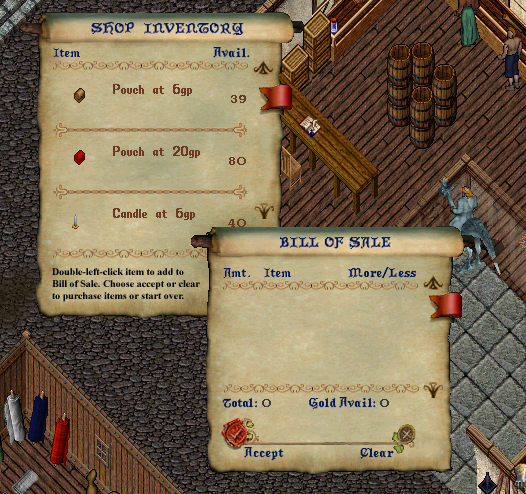 SHOP INVENTORY
Item Avail.
Pouch at 6gp 39
Pouch at 20gp 80
Candle at 6gp 40
Double-left-click item to add to
Bill of Sale. Choose accept or clear
to purchase items or start over.
BILL OF SALE
Amt. Item More/Less
Total: 0 Gold Avail: 0
Accept Clear